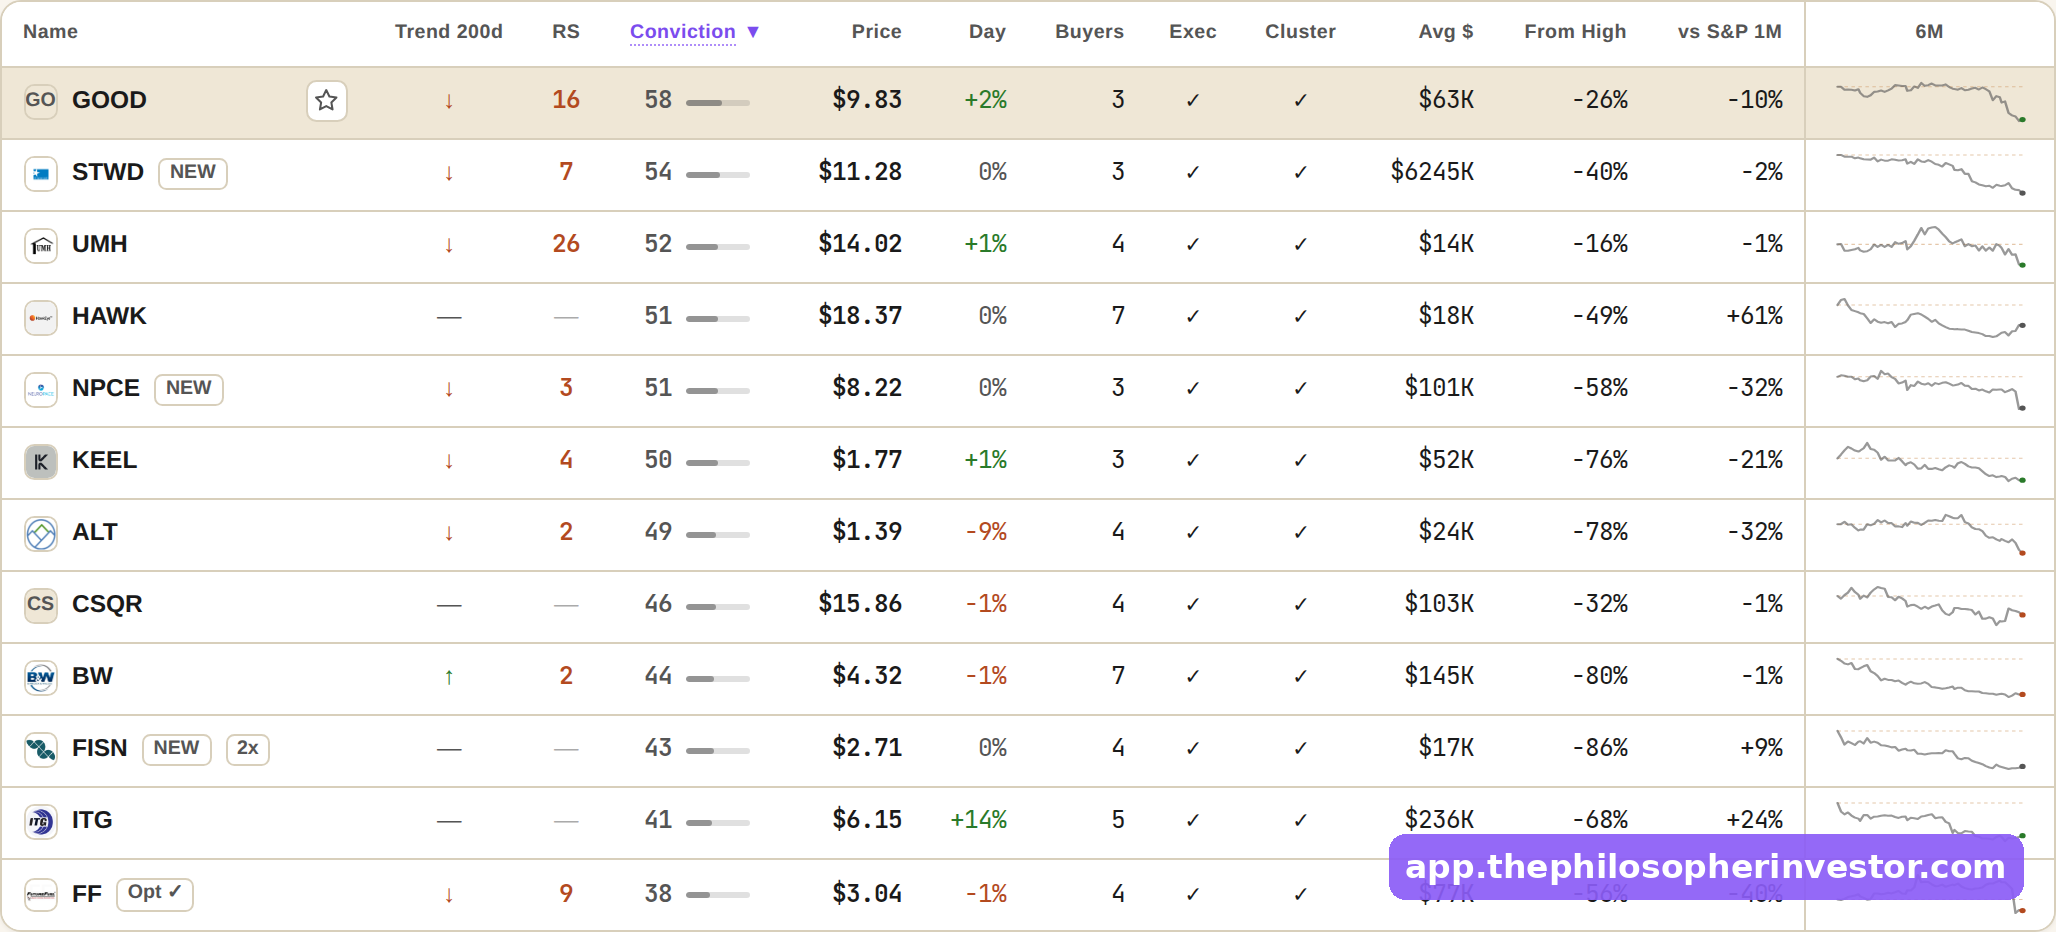 Name Trend 200d RS Conviction ▼ Price Day Buyers Exec Cluster Avg $ From High vs S&P 1M 6M
GO GOOD ↓ 16 58 $9.83 +2% 3 ✓ ✓ $63K -26% -10%
STWD NEW ↓ 7 54 $11.28 0% 3 ✓ ✓ $6245K -40% -2%
UMH UMH ↓ 26 52 $14.02 +1% 4 ✓ ✓ $14K -16% -1%
HAWK — — 51 $18.37 0% 7 ✓ ✓ $18K -49% +61%
NPCE NEW ↓ 3 51 $8.22 0% 3 ✓ ✓ $101K -58% -32%
K KEEL ↓ 4 50 $1.77 +1% 3 ✓ ✓ $52K -76% -21%
ALT ↓ 2 49 $1.39 -9% 4 ✓ ✓ $24K -78% -32%
CS CSQR — — 46 $15.86 -1% 4 ✓ ✓ $103K -32% -1%
B&W BW ↑ 2 44 $4.32 -1% 7 ✓ ✓ $145K -80% -1%
FISN NEW 2x — — 43 $2.71 0% 4 ✓ ✓ $17K -86% +9%
ITG ITG — — 41 $6.15 +14% 5 ✓ ✓ $236K -68% +24%
FF Opt ✓ ↓ 9 38 $3.04 -1% 4 ✓ ✓ $77K -56% -40%
app.thephilosopherinvestor.com